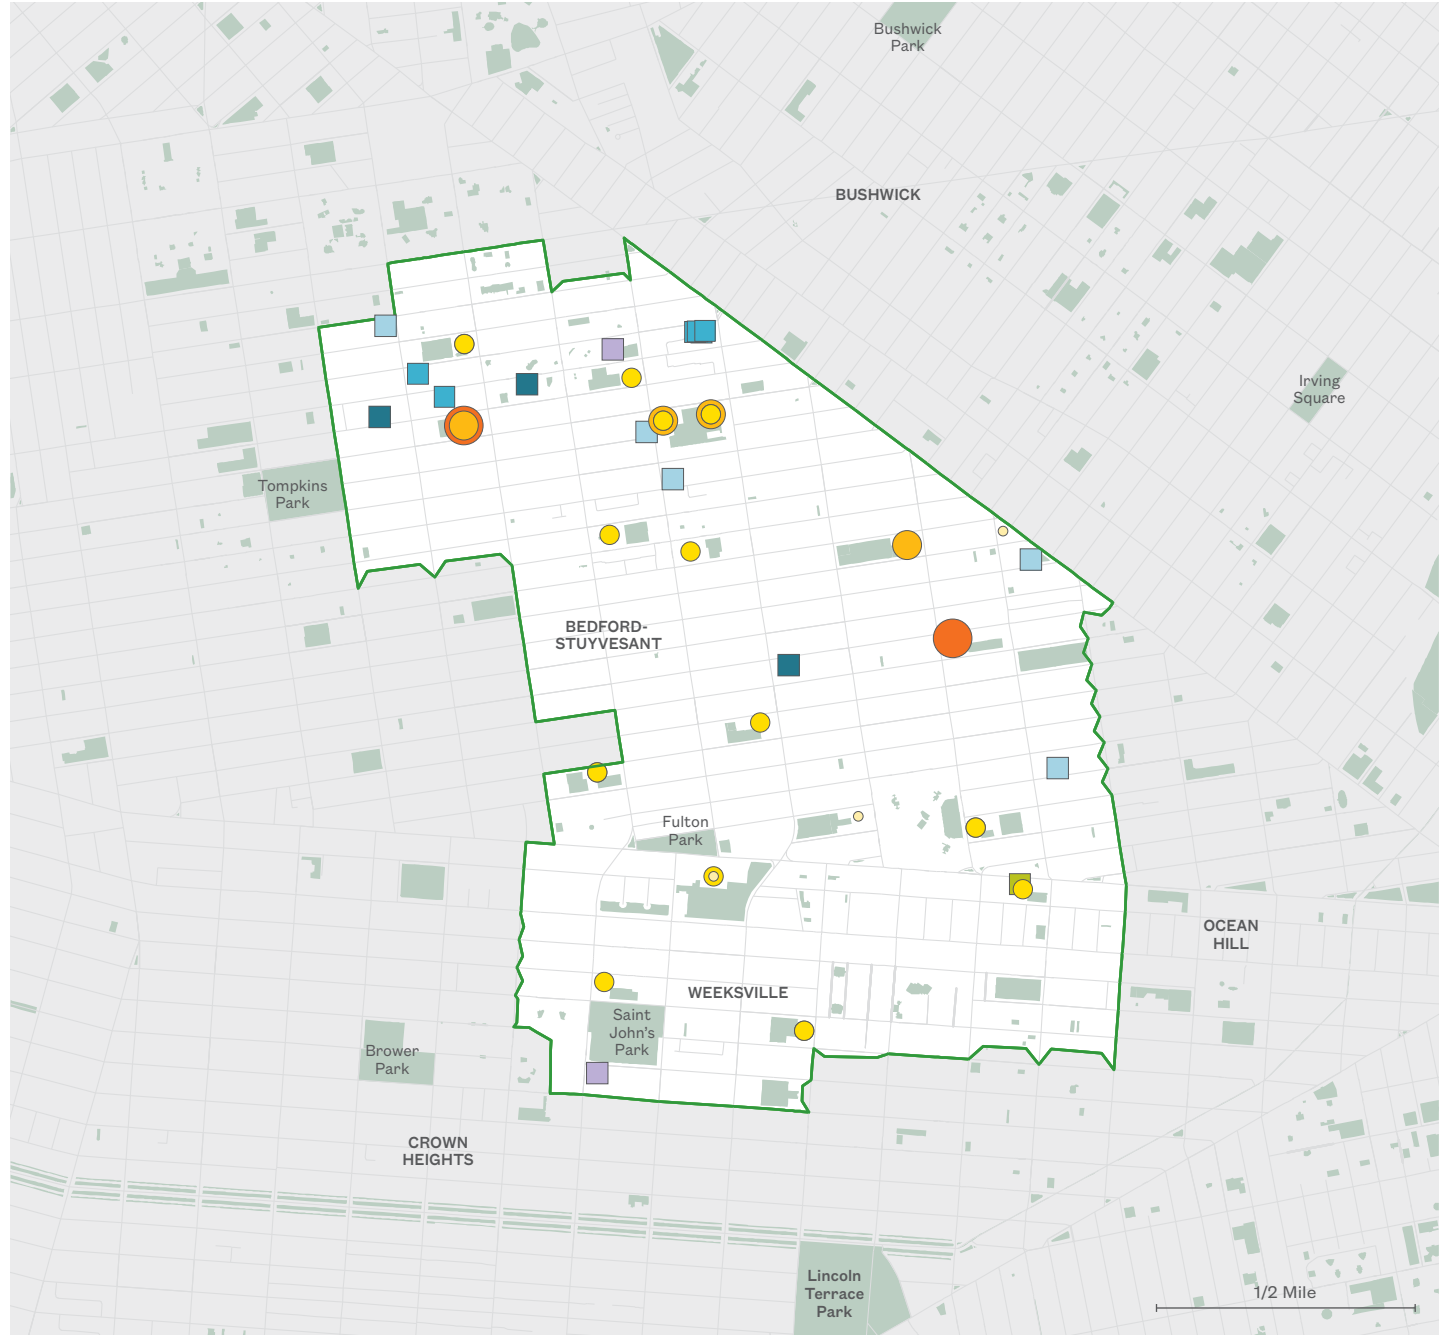 Bushwick
Park
BUSHWICK
Irving
Square
Tompkins
Park
BEDFORD-
STUYVESANT
Fulton
Park
OCEAN
HILL
WEEKSVILLE
Saint
John's
Park
Brower
Park
CROWN
HEIGHTS
Lincoln
Terrace
Park
1/2 Mile